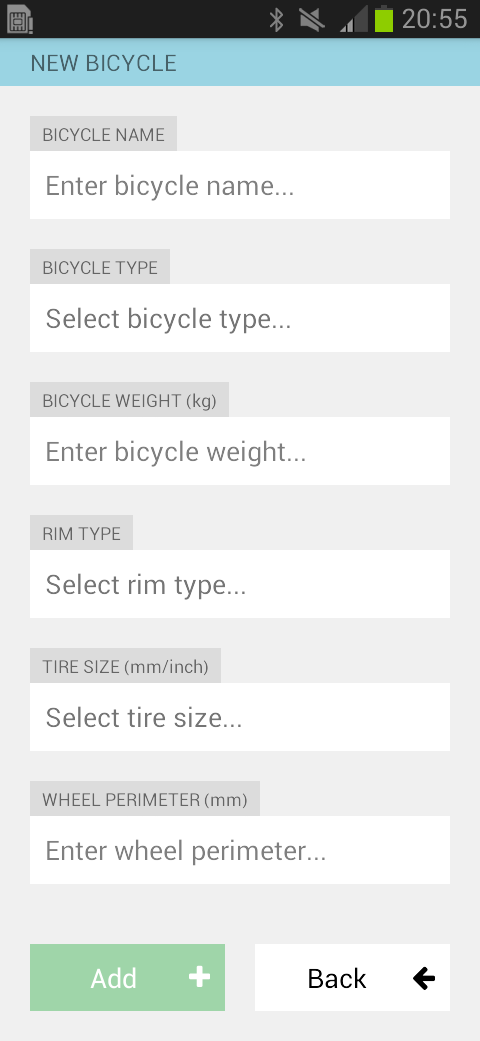 20:55
NEW BICYCLE
BICYCLE NAME
Enter bicycle name...
BICYCLE TYPE
Select bicycle type...
BICYCLE WEIGHT (kg)
Enter bicycle weight...
RIM TYPE
Select rim type...
TIRE SIZE (mm/inch)
Select tire size...
WHEEL PERIMETER (mm)
Enter wheel perimeter...
Add
Back